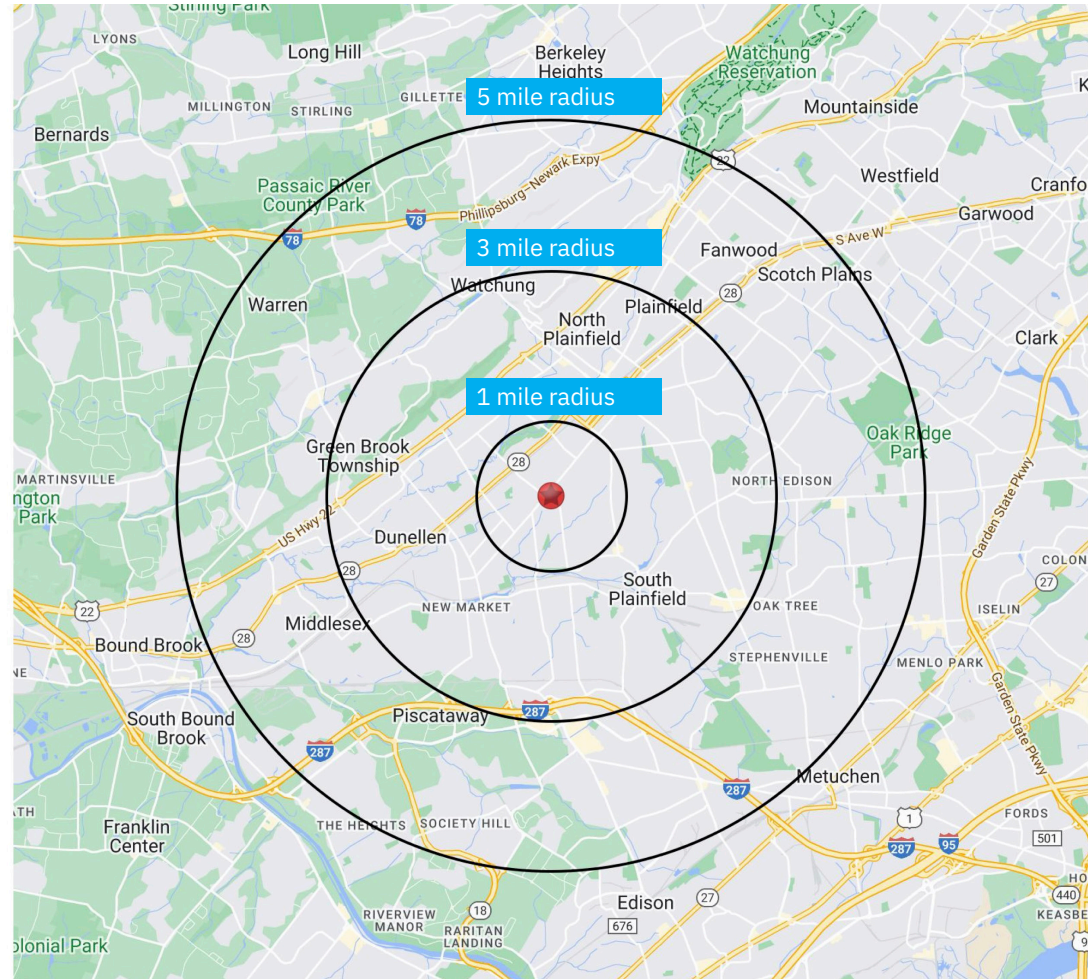 Stirling Park
LYONS
Long Hill
Berkeley
Heights
Watchung
Reservation
5 mile radius
MILLINGTON
STIRLING
GILLETTE
Mountainside
Bernards
22
Passaic River
County Park
Phillipsburg-Newark Expy
Westfield
Cranfo
78
78
Garwood
S Ave W
3 mile radius
Fanwood
Scotch Plains
Watchung
28
Warren
Plainfield
North
Plainfield
Clark
1 mile radius
Green Brook
Township
Oak Ridge
Park
28
MARTINSVILLE
NORTH EDISON
ngton
Park
US Hwy 22
Garden State Pkwy
Dunellen
28
COLON
27
South
Plainfield
22
NEW MARKET
OAK TREE
ISELIN
Middlesex
28
Bound Brook
STEPHENVILLE
MENLO PARK
NE
South Bound
Brook
Piscataway
287
Garden State Pkwy
287
Metuchen
287
ATH
Franklin
Center
THE HEIGHTS
SOCIETY HILL
1
FORDS
501
287
95
HO
Edison
27
440
KEASBE
18
RIVERVIEW
MANOR
RARITAN
LANDING
676
olonial Park
9